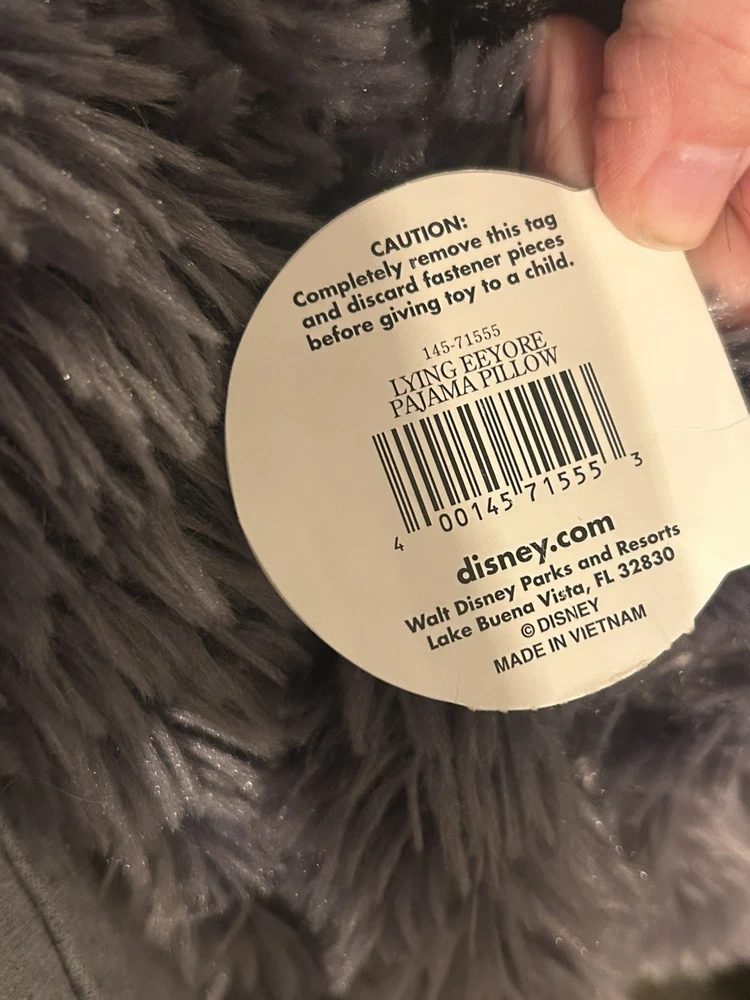 CAUTION:
Completely remove this tag
and discard fastener pieces
before giving toy to a child.
145-71555
LYING EEYORE
PAJAMA PILLOW
4 00145 71555 3
disney.com
Walt Disney Parks and Resorts
Lake Buena Vista, FL 32830
© DISNEY
MADE IN VIETNAM